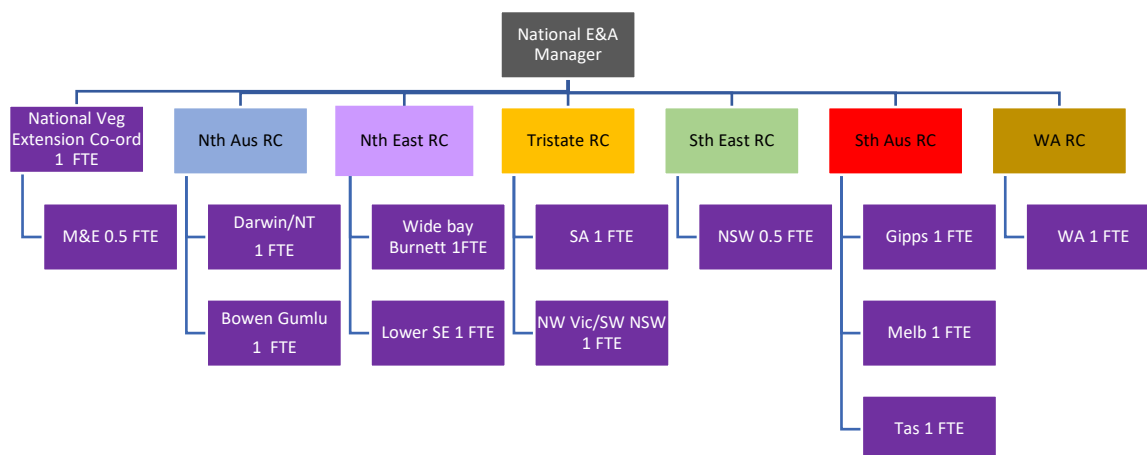 National E&A
Manager
National Veg
Extension Co-ord
1 FTE
Nth Aus RC
Nth East RC
Tristate RC
Sth East RC
Sth Aus RC
WA RC
M&E 0.5 FTE
Darwin/NT
1 FTE
Wide bay
Burnett 1FTE
SA 1 FTE
NSW 0.5 FTE
Gipps 1 FTE
WA 1 FTE
Bowen Gumlu
1 FTE
Lower SE 1 FTE
NW Vic/SW NSW
1 FTE
Melb 1 FTE
Tas 1 FTE